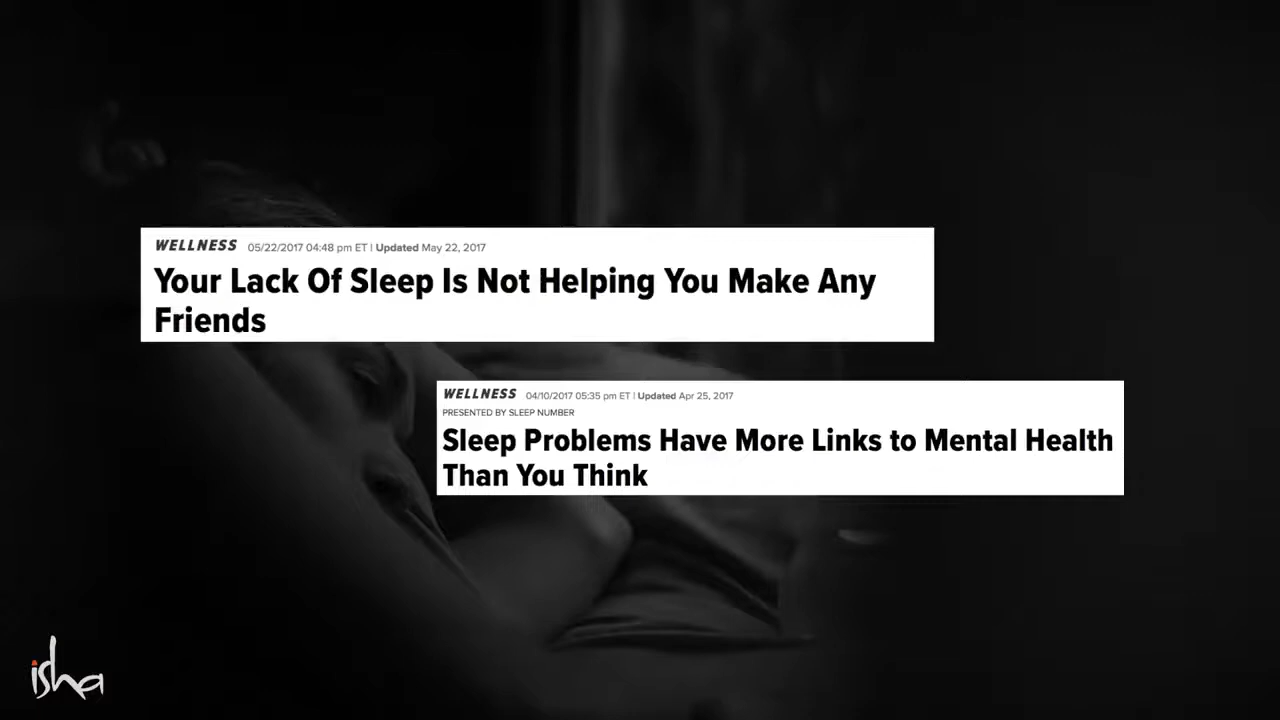 WELLNESS 05/22/2017 04:48 pm ET | Updated May 22, 2017
Your Lack Of Sleep Is Not Helping You Make Any
Friends
WELLNESS 04/10/2017 05:35 pm ET | Updated Apr 25, 2017
PRESENTED BY SLEEP NUMBER
Sleep Problems Have More Links to Mental Health
Than You Think
isha